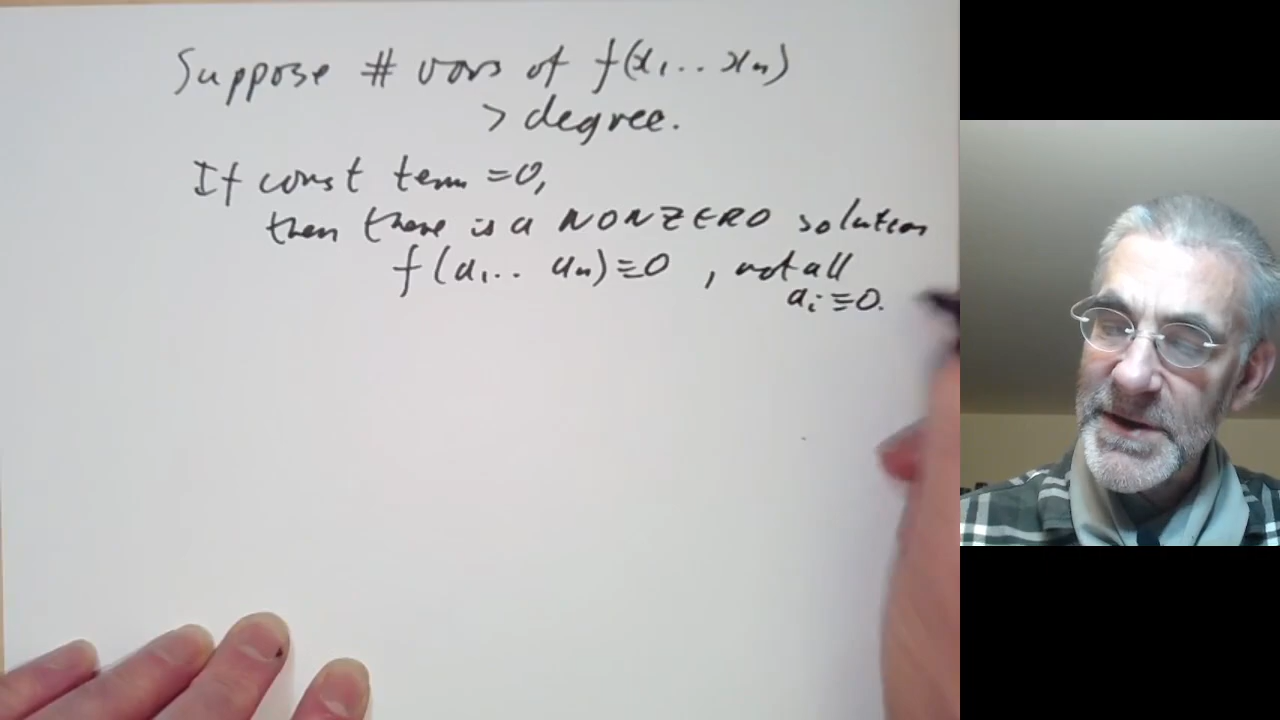 Suppose # vars of f(x₁.. xₙ)
> degree.
If const term =0,
then there is a NONZERO solution
f(a₁.. aₙ)≡0 , not all
aᵢ≡0.